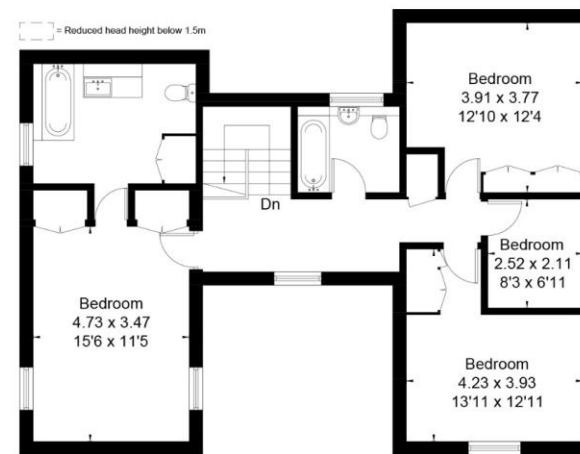 = Reduced head height below 1.5m
Bedroom
3.91 x 3.77
12'10 x 12'4
Dn
Bedroom
2.52 x 2.11
8'3 x 6'11
Bedroom
4.73 x 3.47
15'6 x 11'5
Bedroom
4.23 x 3.93
13'11 x 12'11